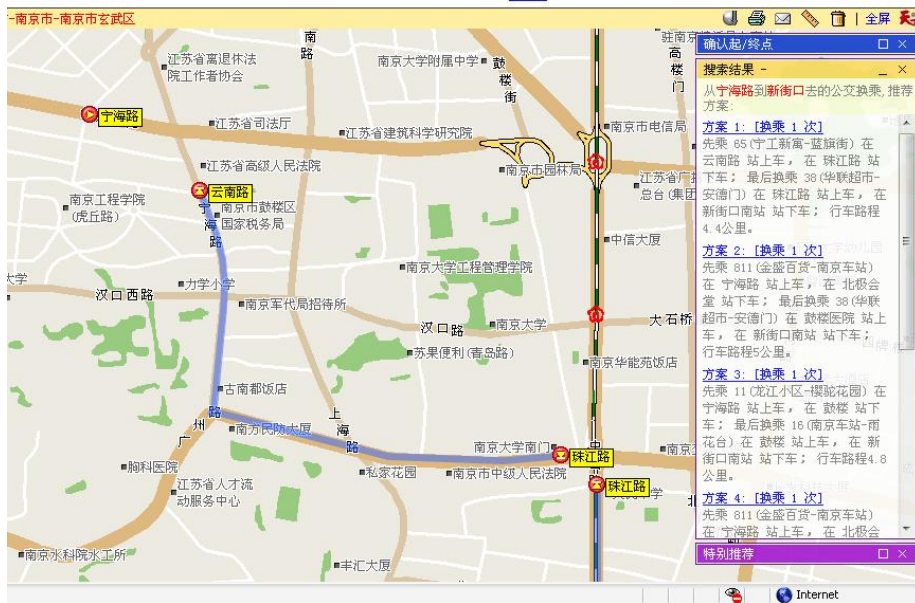 -南京市-南京市玄武区
全屏
南路
江苏省离退休法
院工作者协会
南京大学附属中学
鼓楼街
高楼门
宁海路
江苏省司法厅
江苏省建筑科学研究院
南京市电信局
江苏省高级人民法院
南京市园林局
江苏省广
总台(集团
云南路
南京工程学院
(虎丘路)
宁海路
南京市鼓楼区
国家税务局
中信大厦
力学小学
南京大学工程管理学院
大学
汉口西路
南京军代局招待所
汉口路
南京大学
大石桥
苏果便利(青岛路)
南京华能苑饭店
古南都饭店
广州路
南方民防大厦
上海路
南京大学南门
珠江路
胸科医院
私家花园
南京市中级人民法院
江苏省人才流
动服务中心
珠江路
南京水科院水工所
丰汇大厦
确认起/终点
搜索结果 -
从宁海路到新街口去的公交换乘,推荐
方案:
方案 1: [换乘 1 次]
先乘 65(宁工新寓-蓝旗街) 在
云南路 站上车, 在 珠江路 站
下车; 最后换乘 38(华联超市-
安德门) 在 珠江路 站上车, 在
新街口南站 站下车; 行车路程
4.4公里。
方案 2: [换乘 1 次]
先乘 811(金盛百货-南京车站)
在 宁海路 站上车, 在 北极会
堂 站下车; 最后换乘 38(华联
超市-安德门) 在 鼓楼医院 站上
车, 在 新街口南站 站下车;
行车路程5公里。
方案 3: [换乘 1 次]
先乘 11(龙江小区-樱驼花园) 在
宁海路 站上车, 在 鼓楼 站下
车; 最后换乘 16(南京车站-雨
花台) 在 鼓楼 站上车, 在 新
街口南站 站下车; 行车路程4.8
公里。
方案 4: [换乘 1 次]
先乘 811(金盛百货-南京车站)
在 宁海路 站上车, 在 北极会
特别推荐
Internet